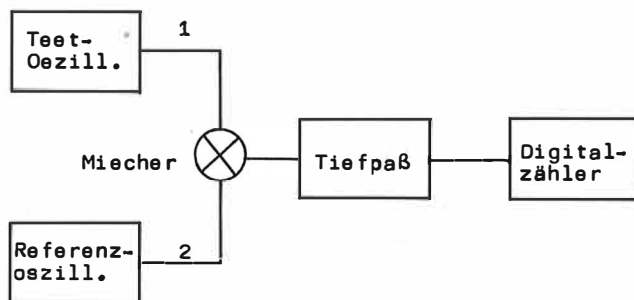 Teet-
Oezill.
1
Miecher
Tiefpaß
Digital-
zähler
Referenz-
oszill.
2